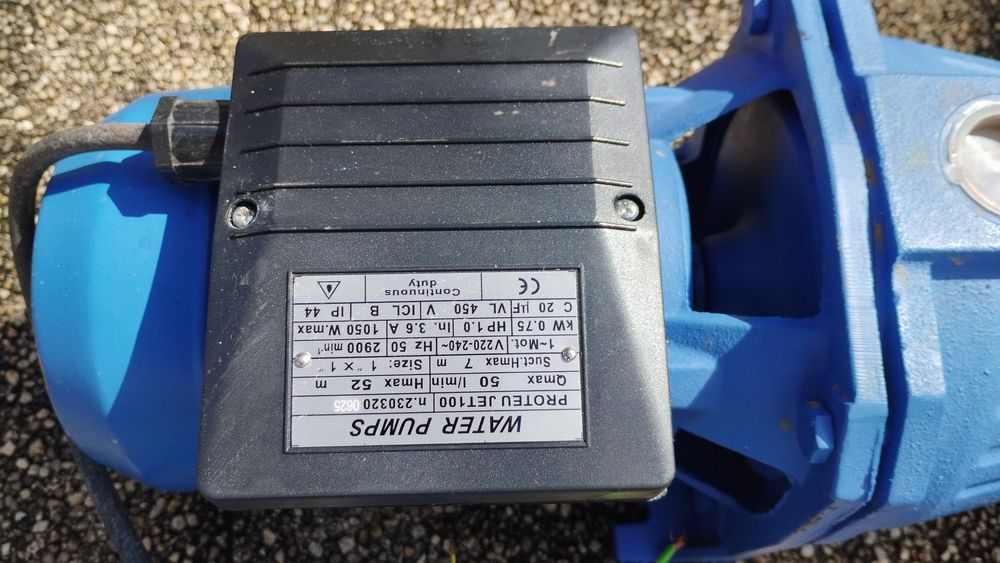 WATER PUMPS
PROTEU JET100 n.230320 0625
Qmax 50 l/min Hmax 52 m
Suct.Hmax 7 m Size: 1 " × 1 "
1~Mot. V220-240~ Hz 50 2900 min⁻¹
kW 0.75 HP1.0 In. 3.6 A 1050 W.max
C 20 µF VL 450 V ICL B IP 44
CE Continuous duty